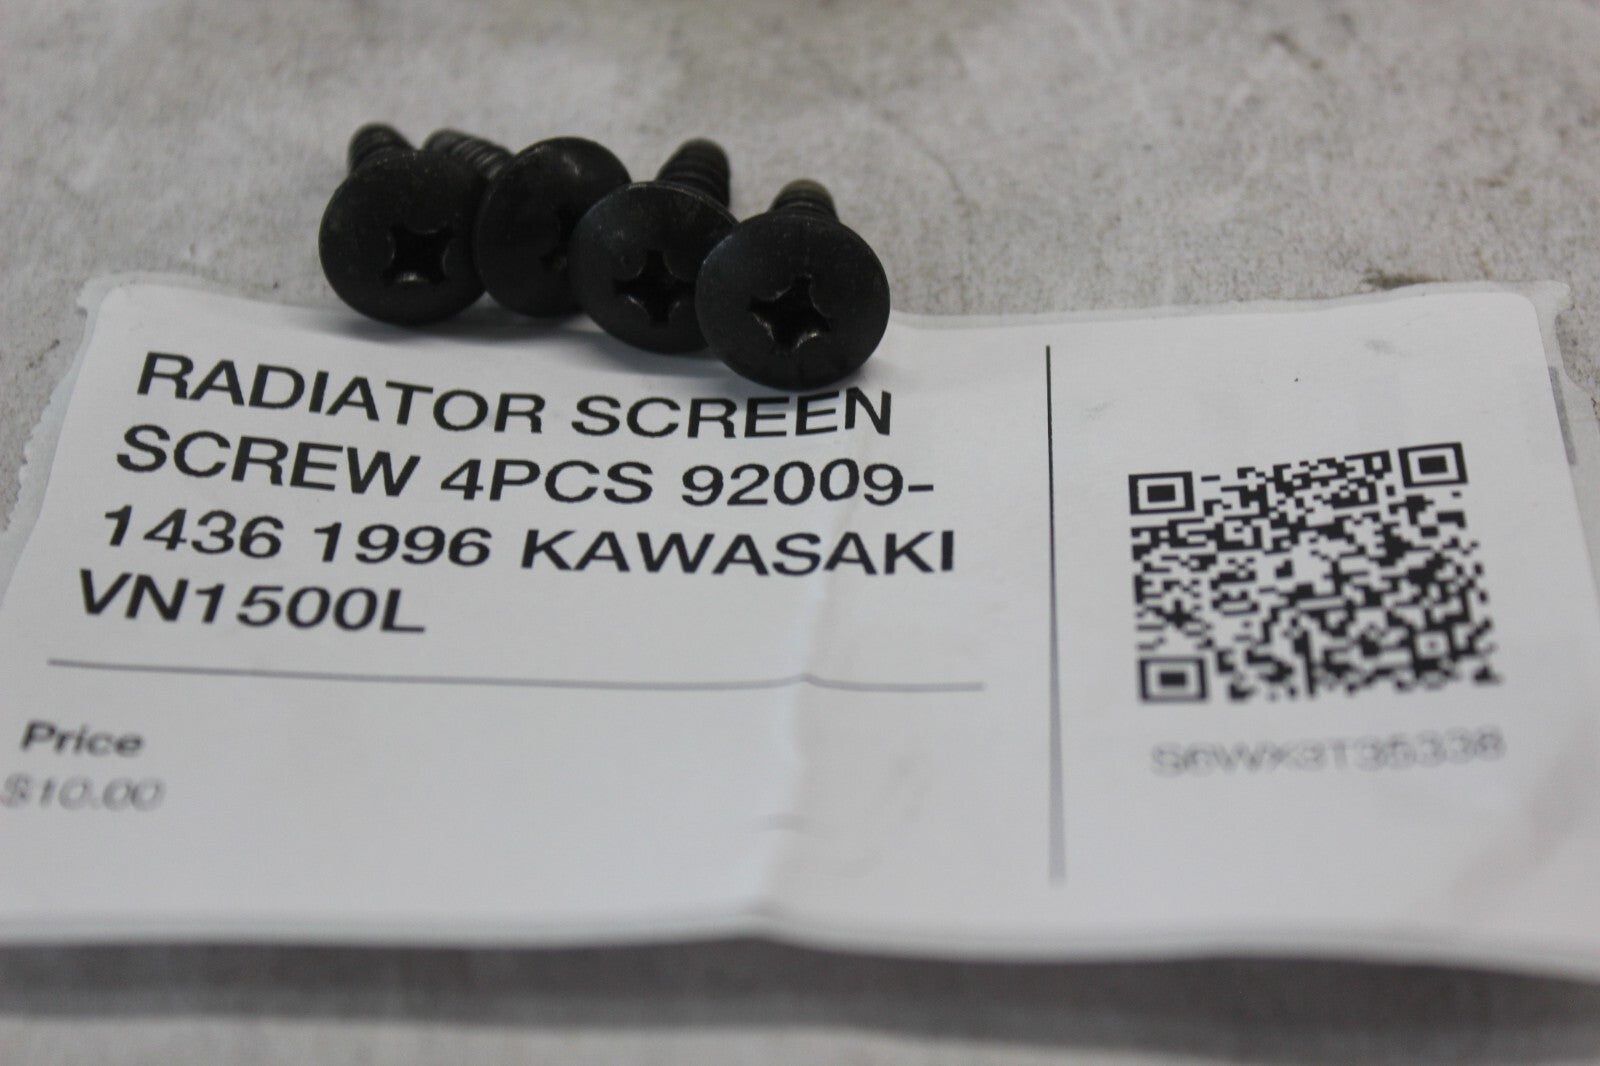 RADIATOR SCREEN
SCREW 4PCS 92009-
1436 1996 KAWASAKI
VN1500L
Price
$10.00